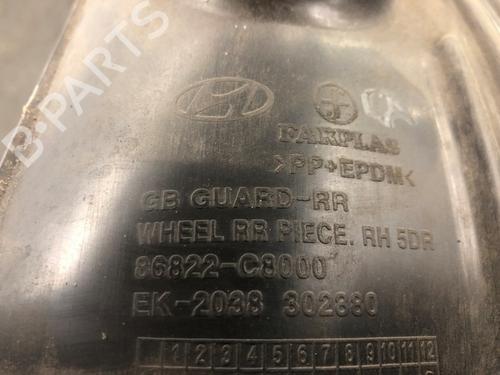 B-PARTS
FARPLAS
>PP+EPDM<
GB GUARD-RR
WHEEL RR PIECE. RH 5DR
86822-C8000
EK-2038 302880
1 2 3 4 5 6 7 8 9 10 11 12